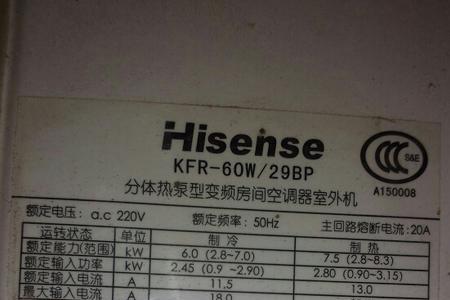 Hisense
KFR-60W/29BP
S&E
A150008
分体热泵型变频房间空调器室外机
额定电压: a.c 220V 额定频率: 50Hz 主回路熔断电流: 20A
运转状态 单位 制冷 制热
额定能力(范围) kW 6.0 (2.8~7.0) 7.5 (2.8~8.3)
额定输入功率 kW 2.45 (0.9 ~2.90) 2.80 (0.90~3.15)
额定输入电流 A 11.5 13.0
最大输入电流 A 18.0